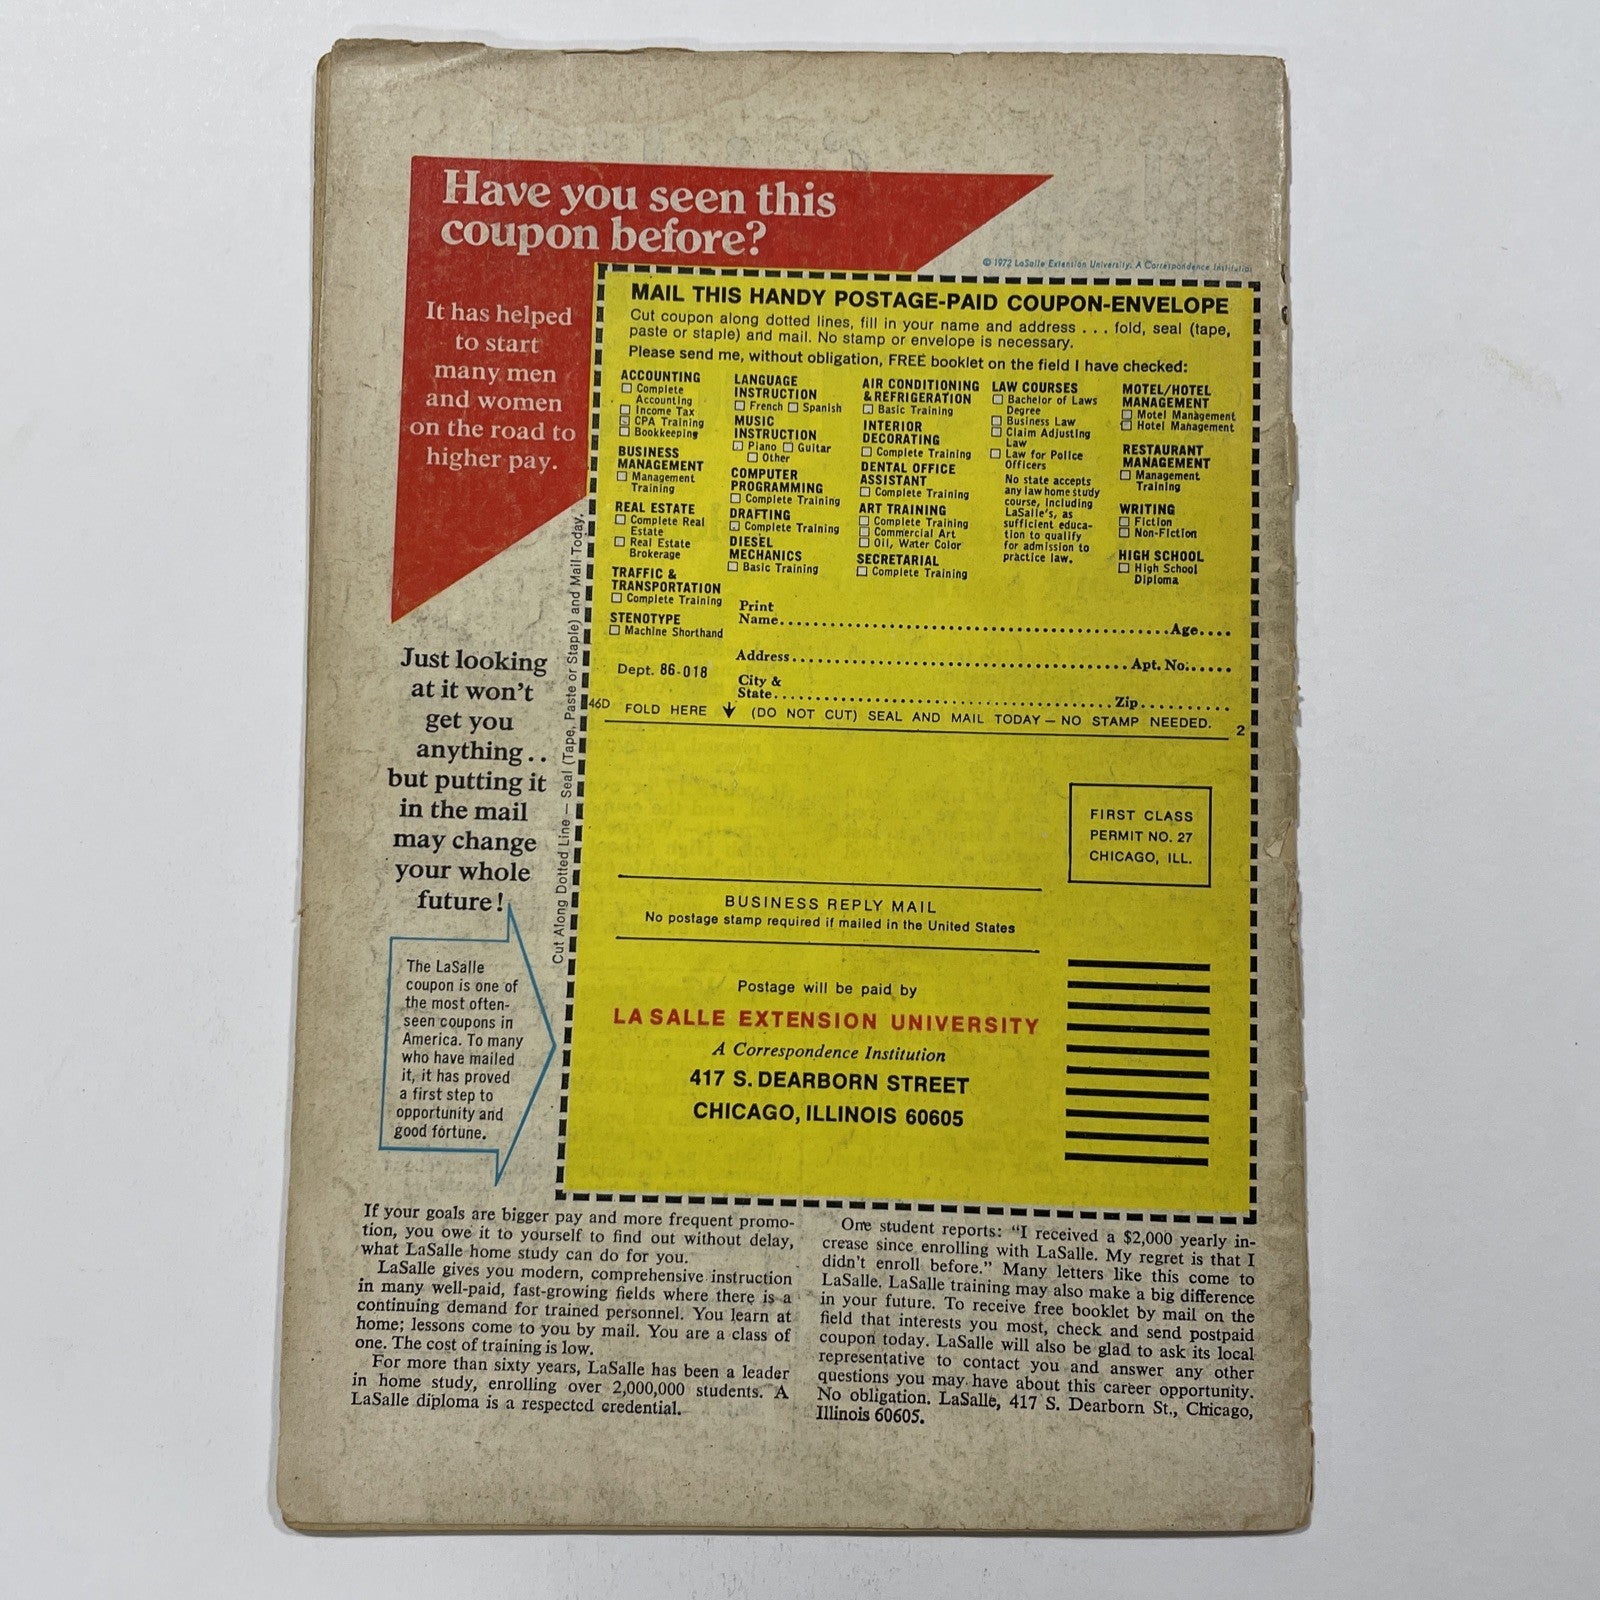 Have you seen this
coupon before?
© 1972 LaSalle Extension University. A Correspondence Institution
It has helped
to start
many men
and women
on the road to
higher pay.
Just looking
at it won't
get you
anything..
but putting it
in the mail
may change
your whole
future!
The LaSalle
coupon is one of
the most often-
seen coupons in
America. To many
who have mailed
it, it has proved
a first step to
opportunity and
good fortune.
Cut Along Dotted Line — Seal (Tape, Paste or Staple) and Mail Today.
MAIL THIS HANDY POSTAGE-PAID COUPON-ENVELOPE
Cut coupon along dotted lines, fill in your name and address . . . fold, seal (tape,
paste or staple) and mail. No stamp or envelope is necessary.
Please send me, without obligation, FREE booklet on the field I have checked:
ACCOUNTING
Complete
Accounting
Income Tax
CPA Training
Bookkeeping
BUSINESS
MANAGEMENT
Management
Training
REAL ESTATE
Complete Real
Estate
Real Estate
Brokerage
TRAFFIC &
TRANSPORTATION
Complete Training
STENOTYPE
Machine Shorthand
LANGUAGE
INSTRUCTION
French Spanish
MUSIC
INSTRUCTION
Piano Guitar
Other
COMPUTER
PROGRAMMING
Complete Training
DRAFTING
Complete Training
DIESEL
MECHANICS
Basic Training
AIR CONDITIONING
& REFRIGERATION
Basic Training
INTERIOR
DECORATING
Complete Training
DENTAL OFFICE
ASSISTANT
Complete Training
ART TRAINING
Complete Training
Commercial Art
Oil, Water Color
SECRETARIAL
Complete Training
LAW COURSES
Bachelor of Laws
Degree
Business Law
Claim Adjusting
Law
Law for Police
Officers
No state accepts
any law home study
course, including
LaSalle's, as
sufficient educa-
tion to qualify
for admission to
practice law.
MOTEL/HOTEL
MANAGEMENT
Motel Management
Hotel Management
RESTAURANT
MANAGEMENT
Management
Training
WRITING
Fiction
Non-Fiction
HIGH SCHOOL
High School
Diploma
Print
Name........Age....
Address........Apt. No:.....
Dept. 86-018
City &
State........Zip........
46D FOLD HERE (DO NOT CUT) SEAL AND MAIL TODAY — NO STAMP NEEDED. 2
FIRST CLASS
PERMIT NO. 27
CHICAGO, ILL.
BUSINESS REPLY MAIL
No postage stamp required if mailed in the United States
Postage will be paid by
LA SALLE EXTENSION UNIVERSITY
A Correspondence Institution
417 S. DEARBORN STREET
CHICAGO, ILLINOIS 60605
If your goals are bigger pay and more frequent promo-
tion, you owe it to yourself to find out without delay,
what LaSalle home study can do for you.
LaSalle gives you modern, comprehensive instruction
in many well-paid, fast-growing fields where there is a
continuing demand for trained personnel. You learn at
home; lessons come to you by mail. You are a class of
one. The cost of training is low.
For more than sixty years, LaSalle has been a leader
in home study, enrolling over 2,000,000 students. A
LaSalle diploma is a respected credential.
One student reports: "I received a $2,000 yearly in-
crease since enrolling with LaSalle. My regret is that I
didn't enroll before." Many letters like this come to
LaSalle. LaSalle training may also make a big difference
in your future. To receive free booklet by mail on the
field that interests you most, check and send postpaid
coupon today. LaSalle will also be glad to ask its local
representative to contact you and answer any other
questions you may have about this career opportunity.
No obligation. LaSalle, 417 S. Dearborn St., Chicago,
Illinois 60605.